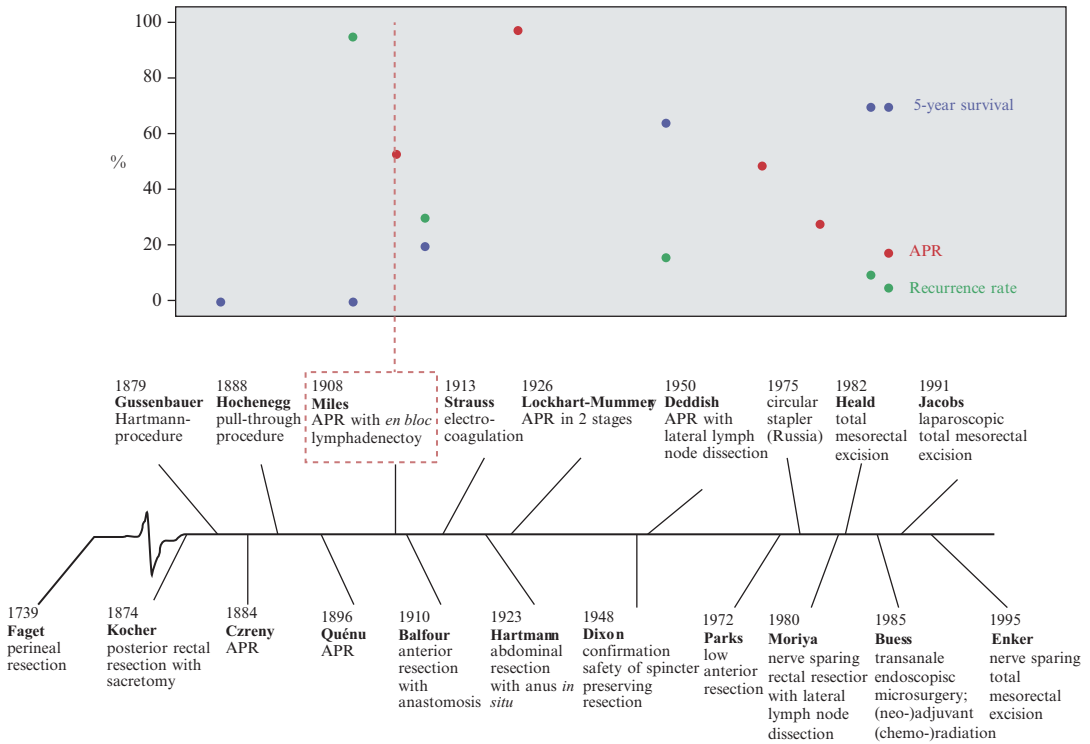 100
80
60
%
40
20
0
5-year survival
APR
Recurrence rate
1879
Gussenbauer
Hartmann-
procedure
1888
Hochenegg
pull-through
procedure
1908
Miles
APR with en bloc
lymphadenectoy
1913
Strauss
electro-
coagulation
1926
Lockhart-Mummey
APR in 2 stages
1950
Deddish
APR with
lateral lymph
node dissection
1975
circular
stapler
(Russia)
1982
Heald
total
mesorectal
excision
1991
Jacobs
laparoscopic
total mesorectal
excision
1739
Faget
perineal
resection
1874
Kocher
posterior rectal
resection with
sacretomy
1884
Czreny
APR
1896
Quénu
APR
1910
Balfour
anterior
resection
with
anastomosis
1923
Hartmann
abdominal
resection
with anus in
situ
1948
Dixon
confirmation
safety of spincter
preserving
resection
1972
Parks
low
anterior
resection
1980
Moriya
nerve sparing
rectal resection
with lateral
lymph node
dissection
1985
Buess
transanale
endoscopisc
microsurgery;
(neo-)adjuvant
(chemo-)radiation
1995
Enker
nerve sparing
total
mesorectal
excision